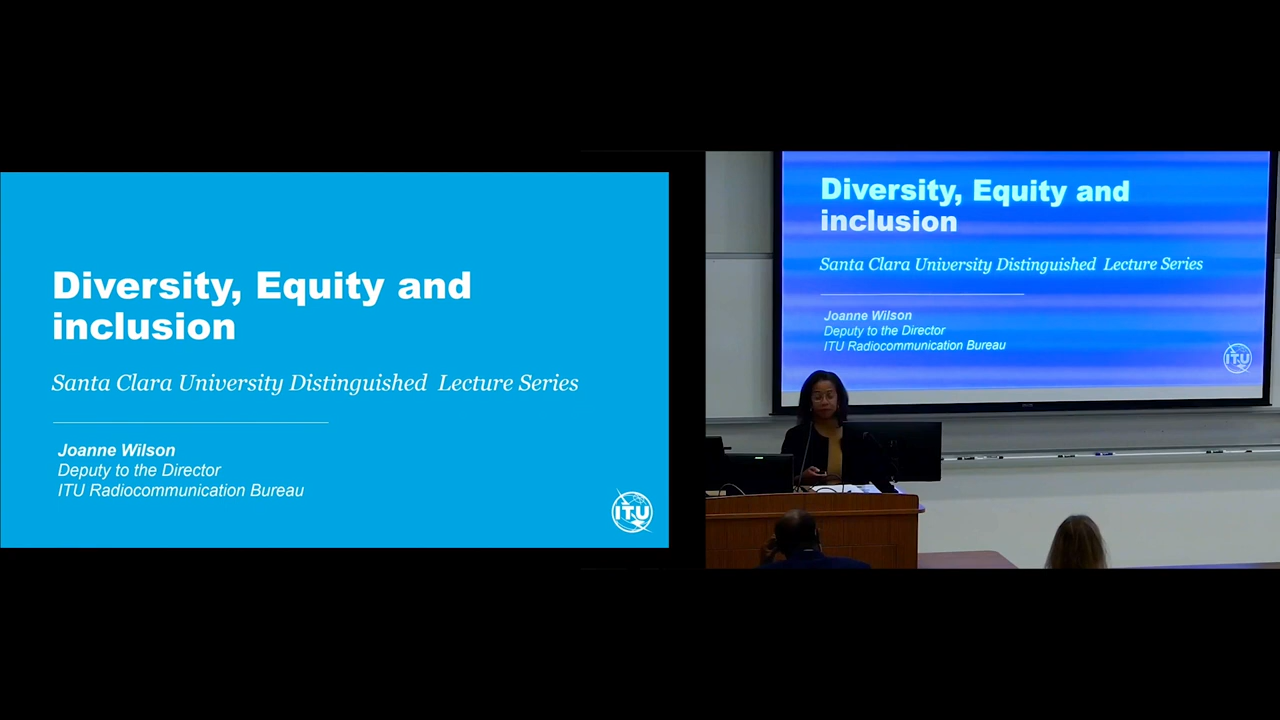 Diversity, Equity and
inclusion
Santa Clara University Distinguished Lecture Series
Joanne Wilson
Deputy to the Director
ITU Radiocommunication Bureau
ITU
Diversity, Equity and
inclusion
Santa Clara University Distinguished Lecture Series
Joanne Wilson
Deputy to the Director
ITU Radiocommunication Bureau
ITU